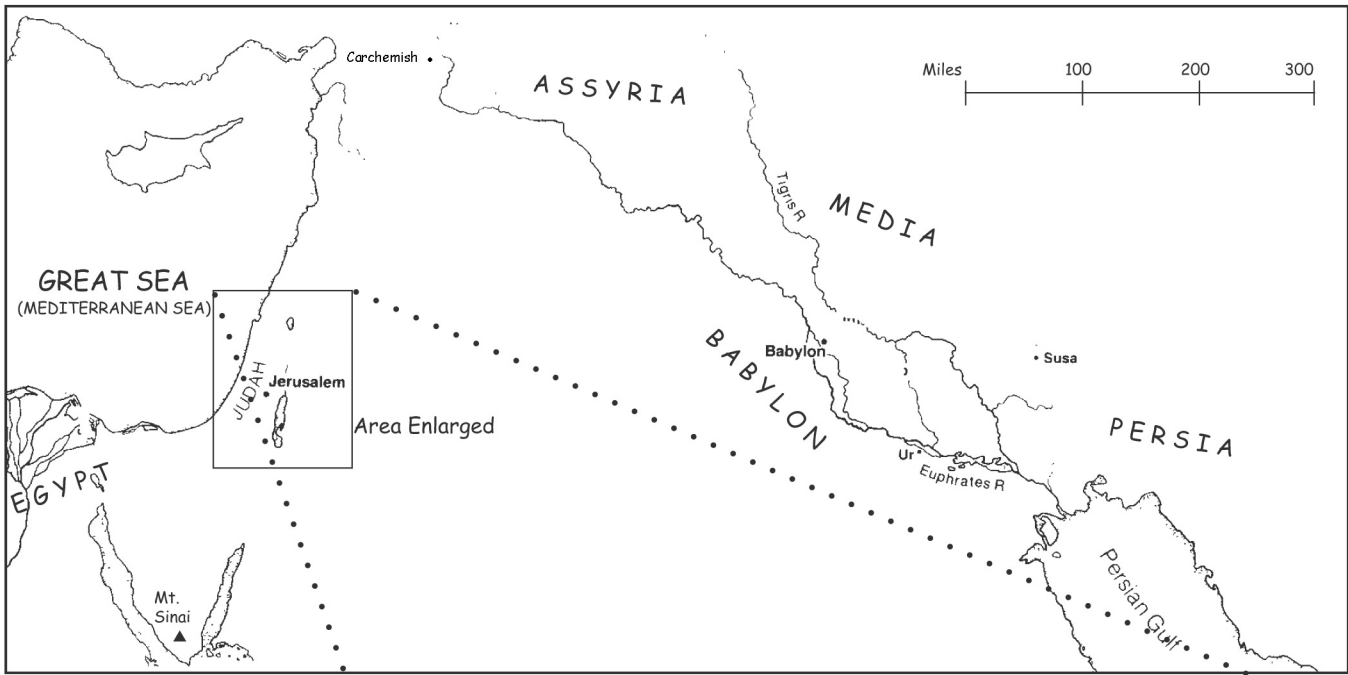 Carchemish
ASSYRIA
Miles 100 200 300
Tigris R
MEDIA
GREAT SEA
(MEDITERRANEAN SEA)
Babylon
BABYLON
Susa
JUDAH
Jerusalem
Area Enlarged
PERSIA
Ur
Euphrates R
EGYPT
Persian Gulf
Mt.
Sinai